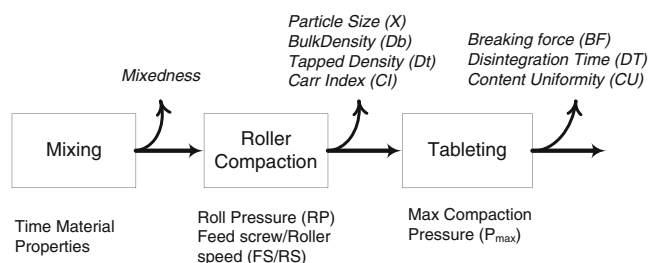 Particle Size (X)
BulkDensity (Db)
Tapped Density (Dt)
Carr Index (CI)
Breaking force (BF)
Disintegration Time (DT)
Content Uniformity (CU)
Mixedness
Mixing
Roller
Compaction
Tableting
Time Material
Properties
Roll Pressure (RP)
Feed screw/Roller
speed (FS/RS)
Max Compaction
Pressure (Pmax)